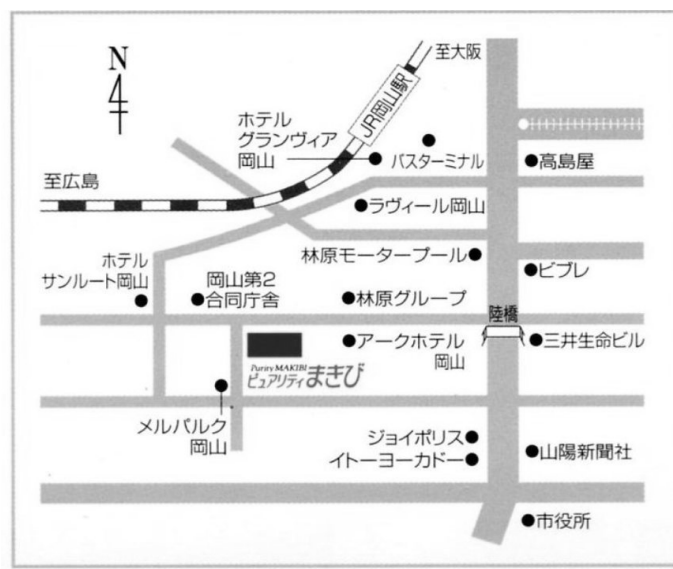 N
至大阪
JR岡山駅
ホテル
グランヴィア
岡山
バスターミナル
高島屋
至広島
ラヴィール岡山
林原モータープール
ビブレ
ホテル
サンルート岡山
岡山第2
合同庁舎
林原グループ
陸橋
アークホテル
岡山
三井生命ビル
Purity MAKIBI
ピュアリティまきび
メルパルク
岡山
ジョイポリス
イトーヨーカドー
山陽新聞社
市役所